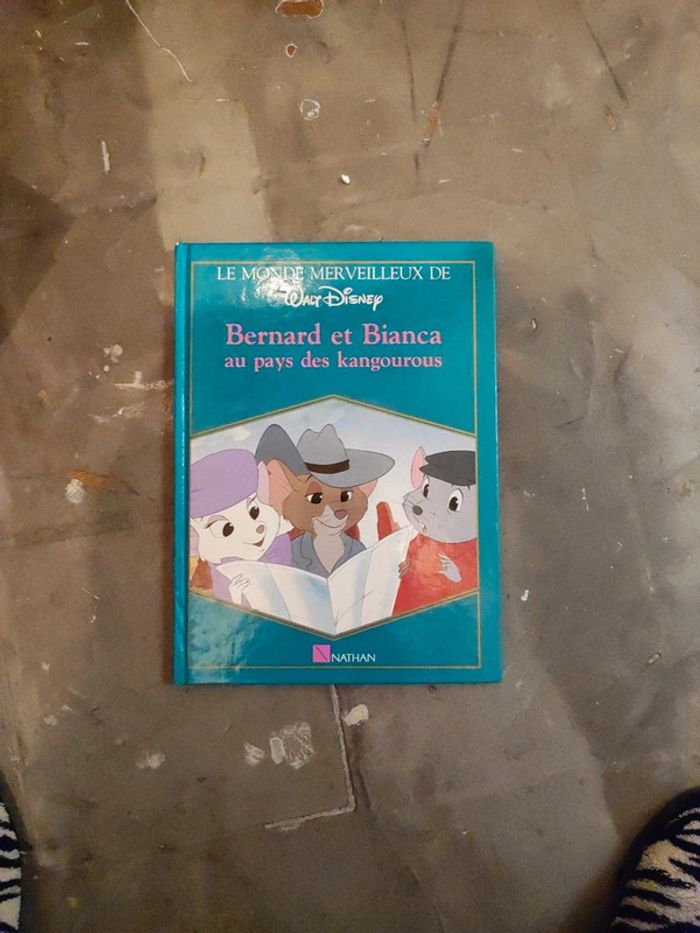 LE MONDE MERVEILLEUX DE
WALT DISNEY
Bernard et Bianca
au pays des kangourous
NATHAN